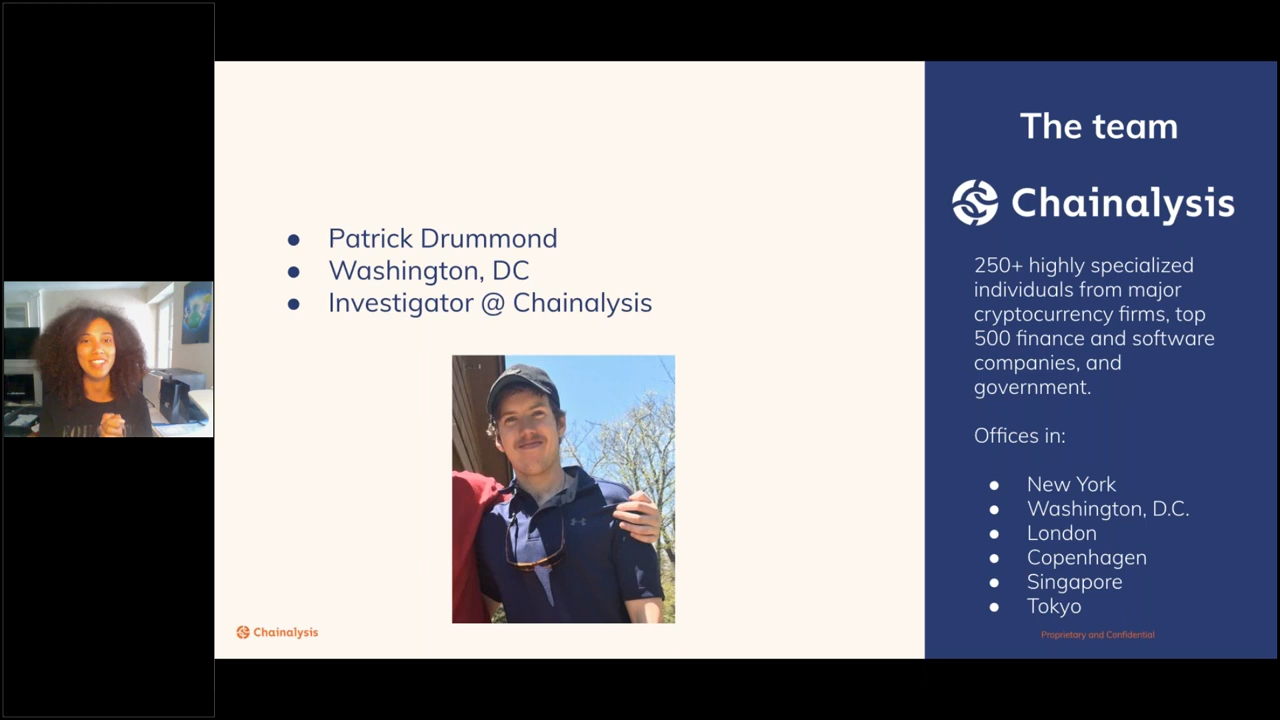 ● Patrick Drummond
● Washington, DC
● Investigator @ Chainalysis
Chainalysis
The team
Chainalysis
250+ highly specialized
individuals from major
cryptocurrency firms, top
500 finance and software
companies, and
government.
Offices in:
● New York
● Washington, D.C.
● London
● Copenhagen
● Singapore
● Tokyo
Proprietary and Confidential